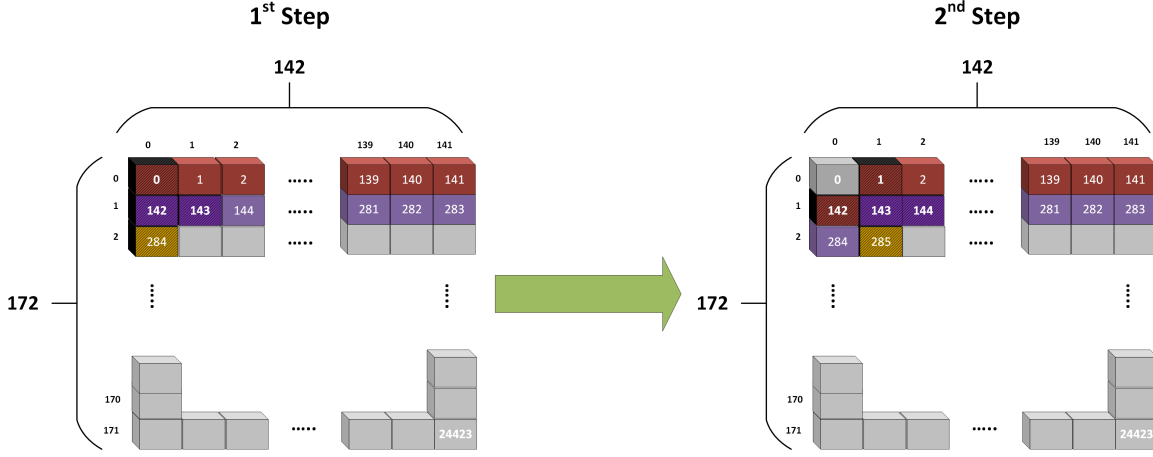 1st Step
2nd Step
142
142
0 1 2 139 140 141
0 1 2 139 140 141
0 0 1 2 ..... 139 140 141
0 0 1 2 ..... 139 140 141
1 142 143 144 ..... 281 282 283
1 142 143 144 ..... 281 282 283
2 284 .....
2 284 285 .....
172
172
170
170
171 ..... 24423
171 ..... 24423